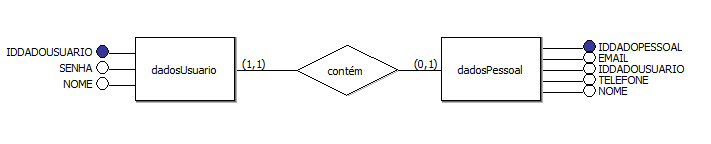 IDDADOUSUARIO
SENHA
NOME
dadosUsuario
(1,1)
contém
(0,1)
dadosPessoal
IDDADOPESSOAL
EMAIL
IDDADOUSUARIO
TELEFONE
NOME